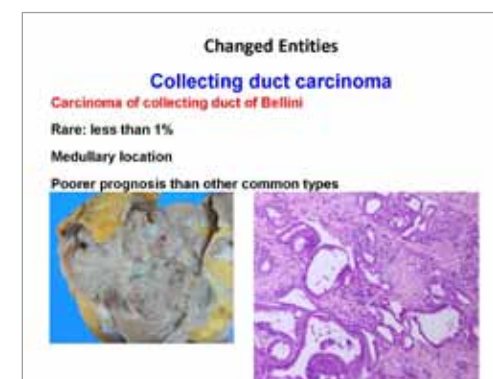 Changed Entities
Collecting duct carcinoma
Carcinoma of collecting duct of Bellini
Rare: less than 1%
Medullary location
Poorer prognosis than other common types